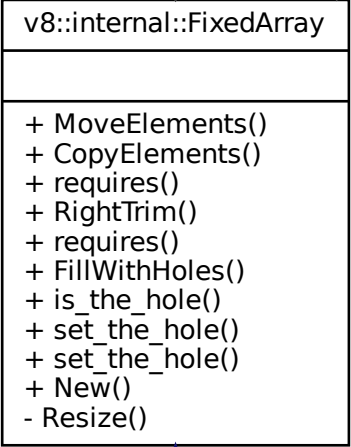 v8::internal::FixedArray
+ MoveElements()
+ CopyElements()
+ requires()
+ RightTrim()
+ requires()
+ FillWithHoles()
+ is_the_hole()
+ set_the_hole()
+ set_the_hole()
+ New()
- Resize()